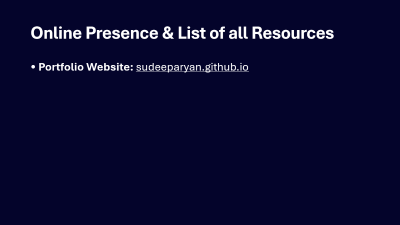 Online Presence & List of all Resources
• Portfolio Website: sudeeparyan.github.io